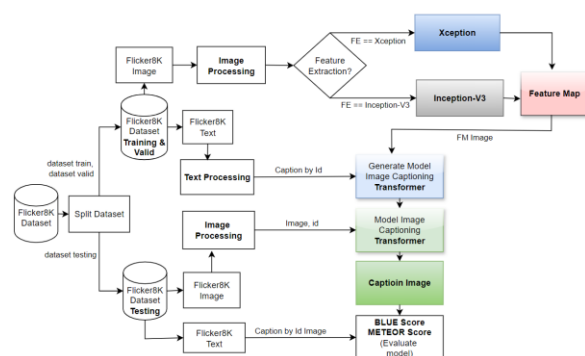 Flicker8K
Image
Image
Processing
Feature
Extraction?
FE == Xception
Xception
FE == Inception-V3
Inception-V3
Feature Map
FM Image
Flicker8K
Dataset
Training &
Valid
Flicker8K
Text
dataset train,
dataset valid
Text Processing
Caption by Id
Generate Model
Image Captioning
Transformer
Flicker8K
Dataset
Split Dataset
Image
Processing
Image, id
Model Image
Captioning
Transformer
dataset testing
Flicker8K
Dataset
Testing
Flicker8K
Image
Captioin Image
Flicker8K
Text
Caption by Id Image
BLUE Score
METEOR Score
(Evaluate
model)